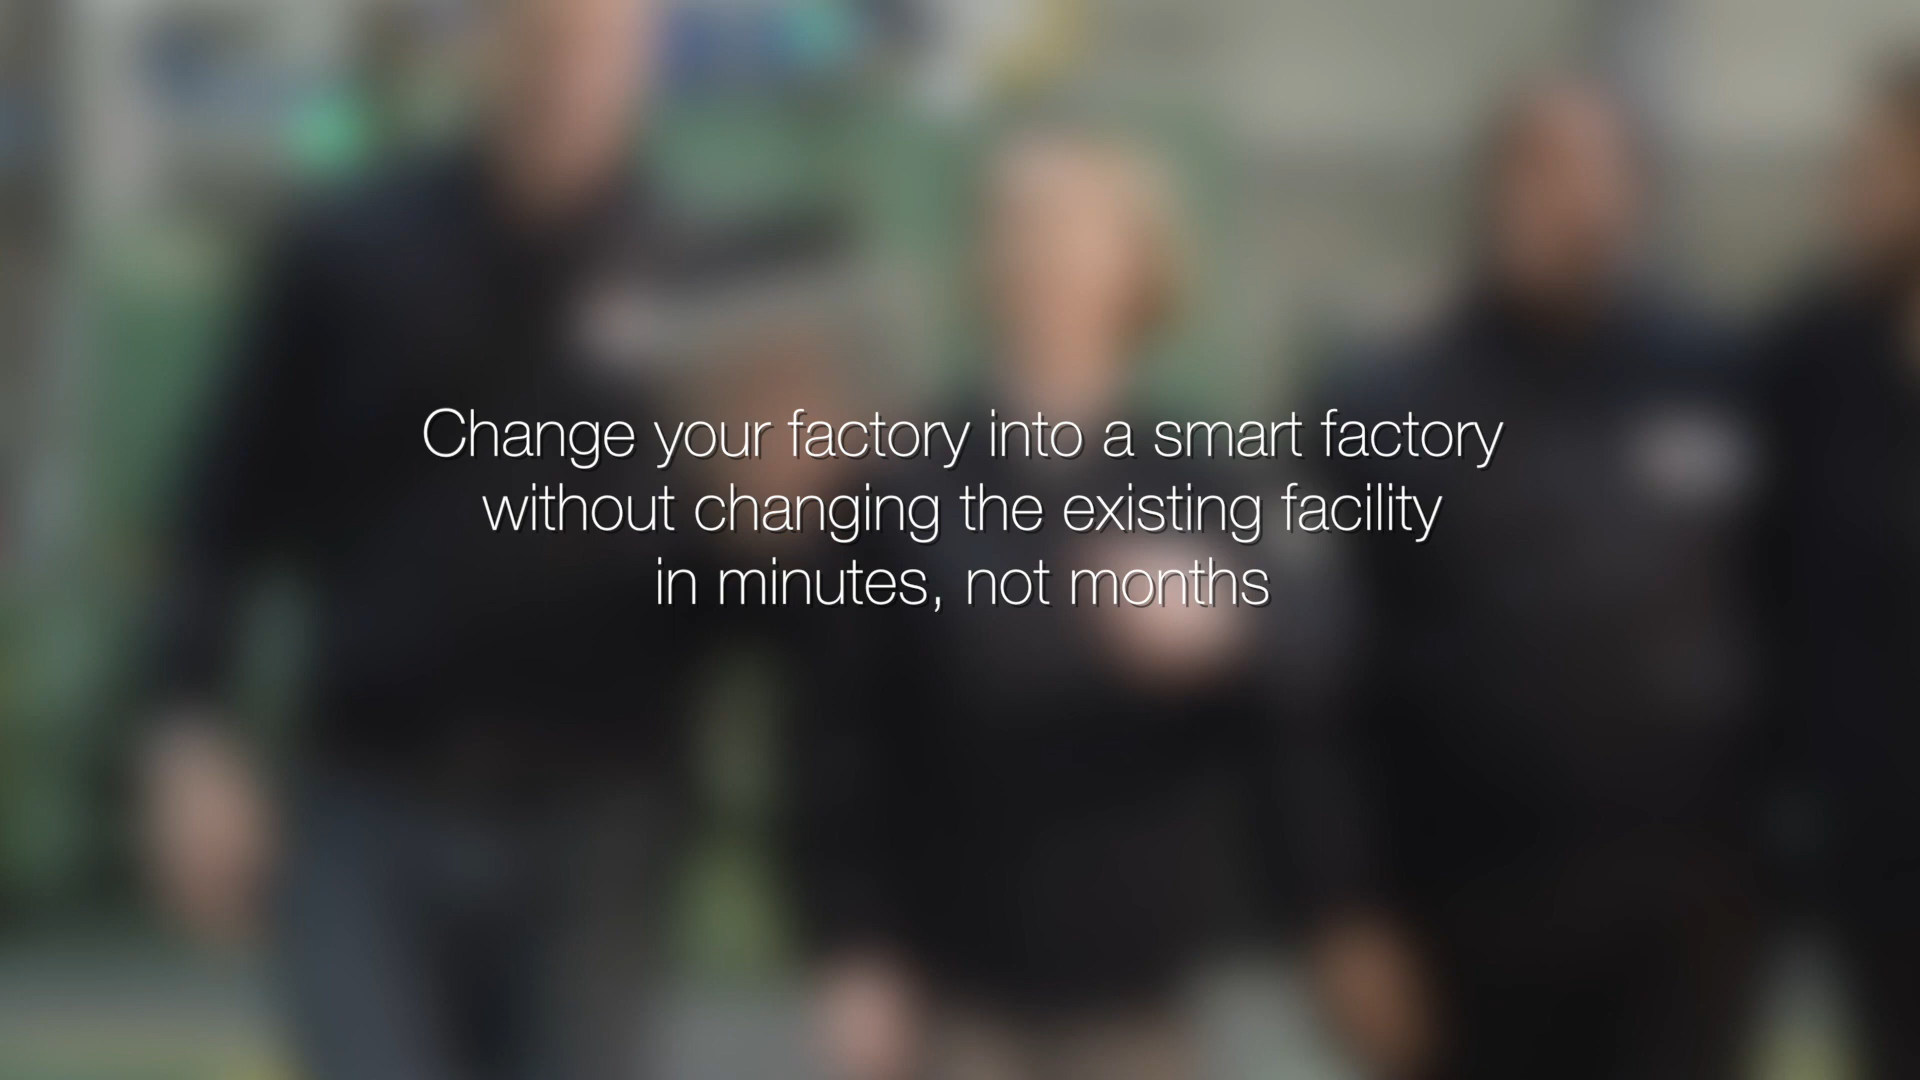 Change your factory into a smart factory
without changing the existing facility
in minutes, not months